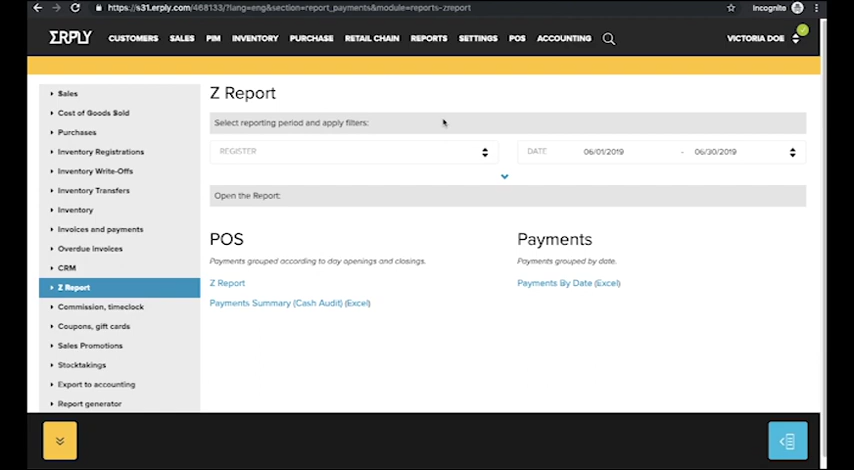 https://s31.erply.com/468133/?lang=eng&section=report_payments&module=reports-zreport
Incognito
ERPLY CUSTOMERS SALES PIM INVENTORY PURCHASE RETAIL CHAIN REPORTS SETTINGS POS ACCOUNTING VICTORIA DOE
Sales
Cost of Goods Sold
Purchases
Inventory Registrations
Inventory Write-Offs
Inventory Transfers
Inventory
Invoices and payments
Overdue invoices
CRM
Z Report
Commission, timeclock
Coupons, gift cards
Sales Promotions
Stocktakings
Export to accounting
Report generator
Z Report
Select reporting period and apply filters:
REGISTER DATE 06/01/2019 - 06/30/2019
Open the Report:
POS
Payments grouped according to day openings and closings.
Z Report
Payments Summary (Cash Audit) (Excel)
Payments
Payments grouped by date.
Payments By Date (Excel)